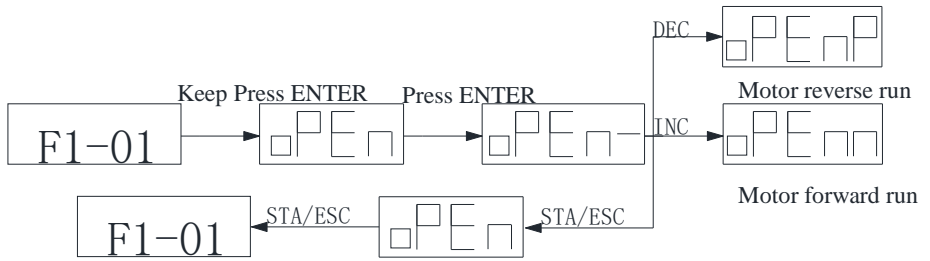 DEC
oPEnP
Keep Press ENTER
Press ENTER
Motor reverse run
F1-01
oPEn
oPEn-
INC
oPEnn
Motor forward run
F1-01
STA/ESC
oPEn
STA/ESC